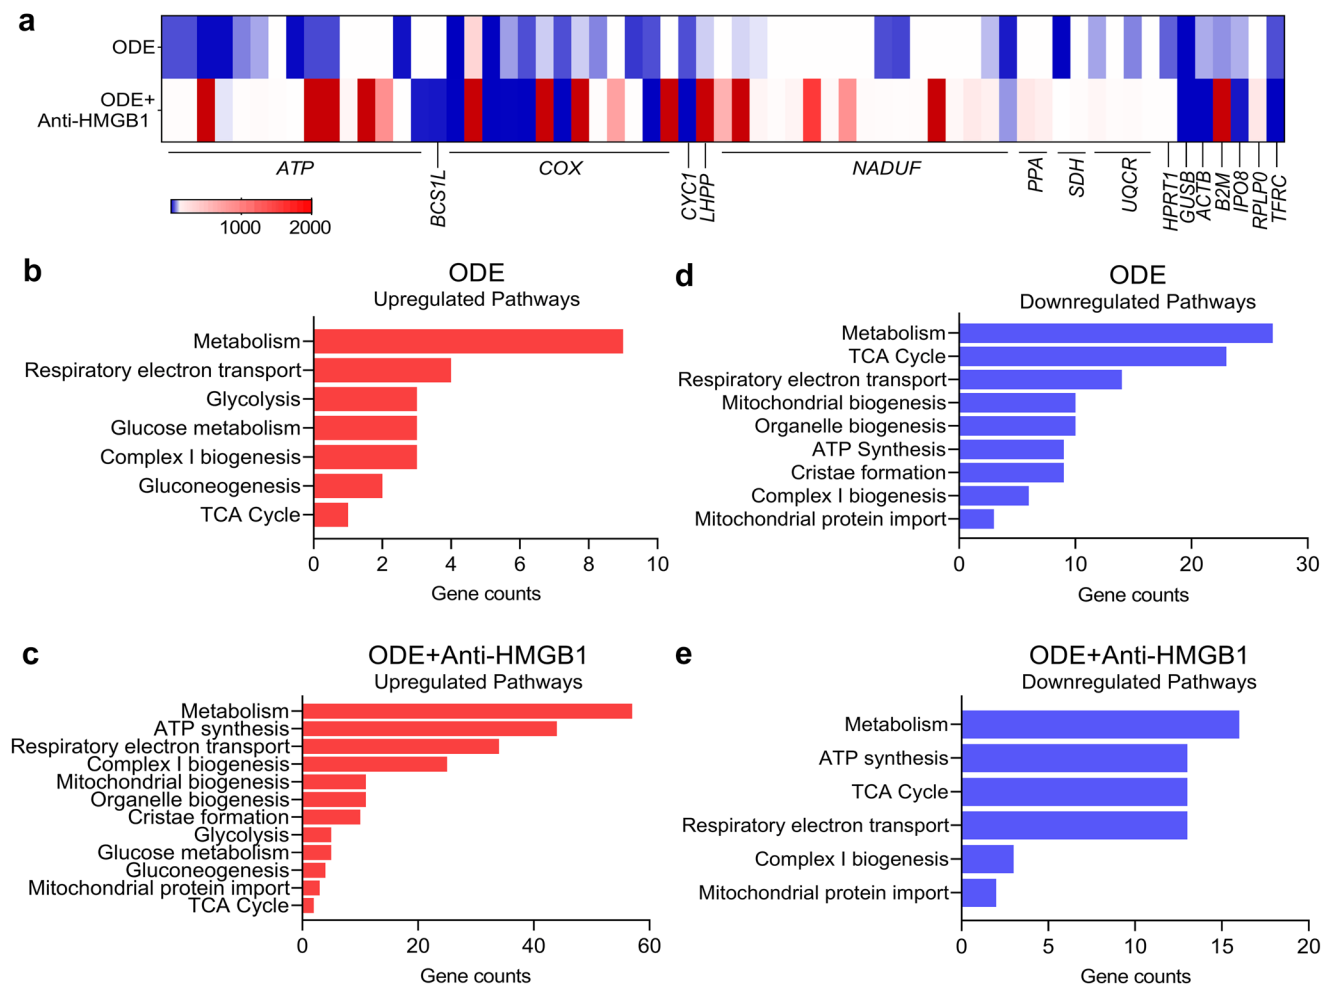 a
ODE
ODE+
Anti-HMGB1
ATP
BCS1L
COX
CYC1
LHPP
NADUF
PPA
SDH
UQCR
HPRT1
GUSB
ACTB
B2M
IPO8
RPLP0
TFRC
1000 2000
b
ODE
Upregulated Pathways
Metabolism
Respiratory electron transport
Glycolysis
Glucose metabolism
Complex I biogenesis
Gluconeogenesis
TCA Cycle
0 2 4 6 8 10
Gene counts
d
ODE
Downregulated Pathways
Metabolism
TCA Cycle
Respiratory electron transport
Mitochondrial biogenesis
Organelle biogenesis
ATP Synthesis
Cristae formation
Complex I biogenesis
Mitochondrial protein import
0 10 20 30
Gene counts
c
ODE+Anti-HMGB1
Upregulated Pathways
Metabolism
ATP synthesis
Respiratory electron transport
Complex I biogenesis
Mitochondrial biogenesis
Organelle biogenesis
Cristae formation
Glycolysis
Glucose metabolism
Gluconeogenesis
Mitochondrial protein import
TCA Cycle
0 20 40 60
Gene counts
e
ODE+Anti-HMGB1
Downregulated Pathways
Metabolism
ATP synthesis
TCA Cycle
Respiratory electron transport
Complex I biogenesis
Mitochondrial protein import
0 5 10 15 20
Gene counts